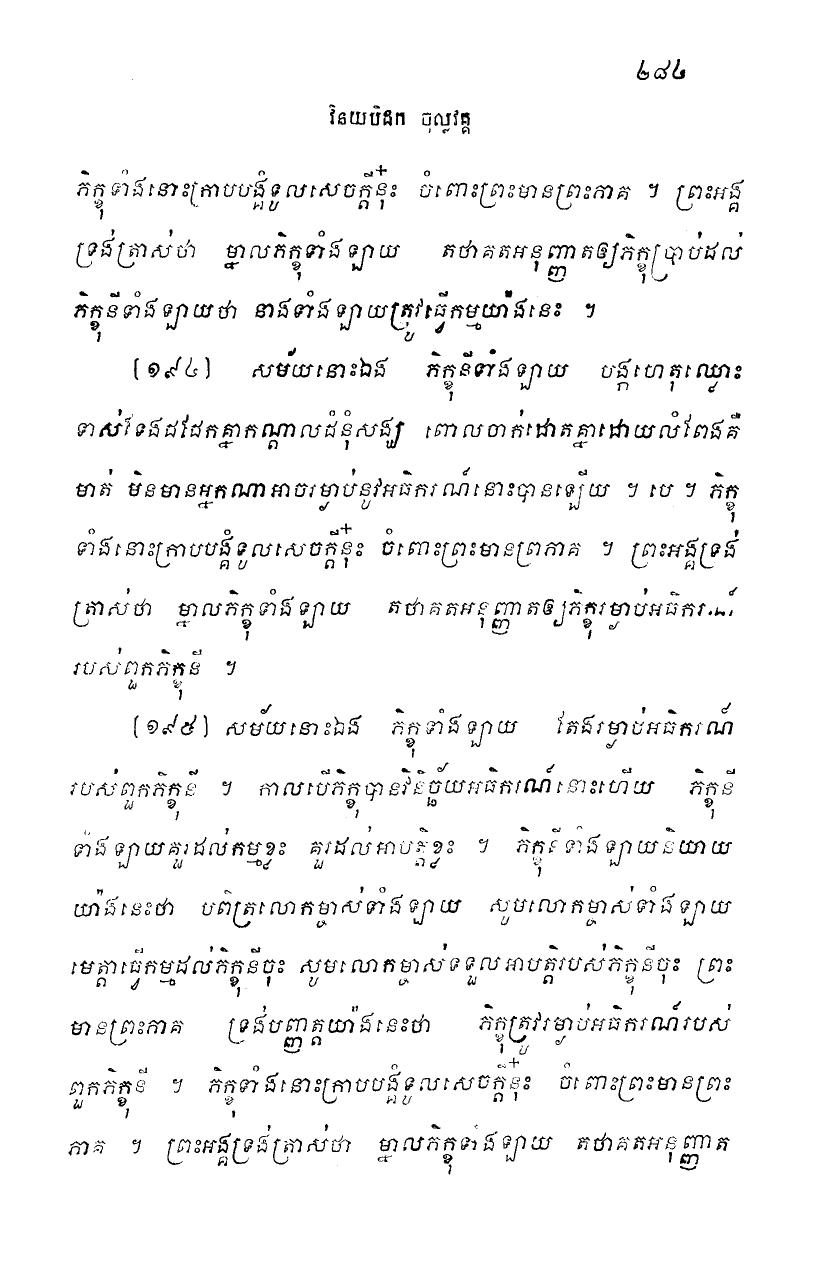 ២៨៤
វិនយបិដក ចុល្លវគ្គ
ភិក្ខុទាំងនោះក្រាបបង្គំទូលសេចក្ដីនុ៎ះ ចំពោះព្រះមានព្រះភាគ ។ ព្រះអង្គ
ទ្រង់ត្រាស់ថា ម្នាលភិក្ខុទាំងឡាយ តថាគតអនុញ្ញាតឲ្យភិក្ខុប្រាប់ដល់
ភិក្ខុនីទាំងឡាយថា នាងទាំងឡាយត្រូវធ្វើកម្មយ៉ាងនេះ ។
(១៩៤) សម័យនោះឯង ភិក្ខុនីទាំងឡាយ បង្កហេតុឈ្លោះ
ទាស់ទែងដដែកគ្នាកណ្ដាលដំនុំសង្ឃ ពោលចាក់ដោតគ្នាដោយលំពែងគឺ
មាត់ មិនមានអ្នកណាអាចរម្ងាប់នូវអធិករណ៍នោះបានឡើយ ។ បេ ។ ភិក្ខុ
ទាំងនោះក្រាបបង្គំទូលសេចក្ដីនុ៎ះ ចំពោះព្រះមានព្រភាគ ។ ព្រះអង្គទ្រង់
ត្រាស់ថា ម្នាលភិក្ខុទាំងឡាយ តថាគតអនុញ្ញាតឲ្យភិក្ខុរម្ងាប់អធិករណ៍
របស់ពួកភិក្ខុនី ។
(១៩៥) សម័យនោះឯង ភិក្ខុទាំងឡាយ តែងរម្ងាប់អធិករណ៍
របស់ពួកភិក្ខុនី ។ កាលបើភិក្ខុបានវិនិច្ឆ័យអធិករណ៍នោះហើយ ភិក្ខុនី
ទាំងឡាយគួរដល់កម្មខ្លះ គួរដល់អាបត្តិខ្លះ ។ ភិក្ខុនីទាំងឡាយនិយាយ
យ៉ាងនេះថា បពិត្រលោកម្ចាស់ទាំងឡាយ សូមលោកម្ចាស់ទាំងឡាយ
មេត្តាធ្វើកម្មដល់ភិក្ខុនីចុះ សូមលោកម្ចាស់ទទួលអាបត្តិរបស់ភិក្ខុនីចុះ ព្រះ
មានព្រះភាគ ទ្រង់បញ្ញត្តយ៉ាងនេះថា ភិក្ខុត្រូវរម្ងាប់អធិករណ៍របស់
ពួកភិក្ខុនី ។ ភិក្ខុទាំងនោះក្រាបបង្គំទូលសេចក្ដីនុ៎ះ ចំពោះព្រះមានព្រះ
ភាគ ។ ព្រះអង្គទ្រង់ត្រាស់ថា ម្នាលភិក្ខុទាំងឡាយ តថាគតអនុញ្ញាត